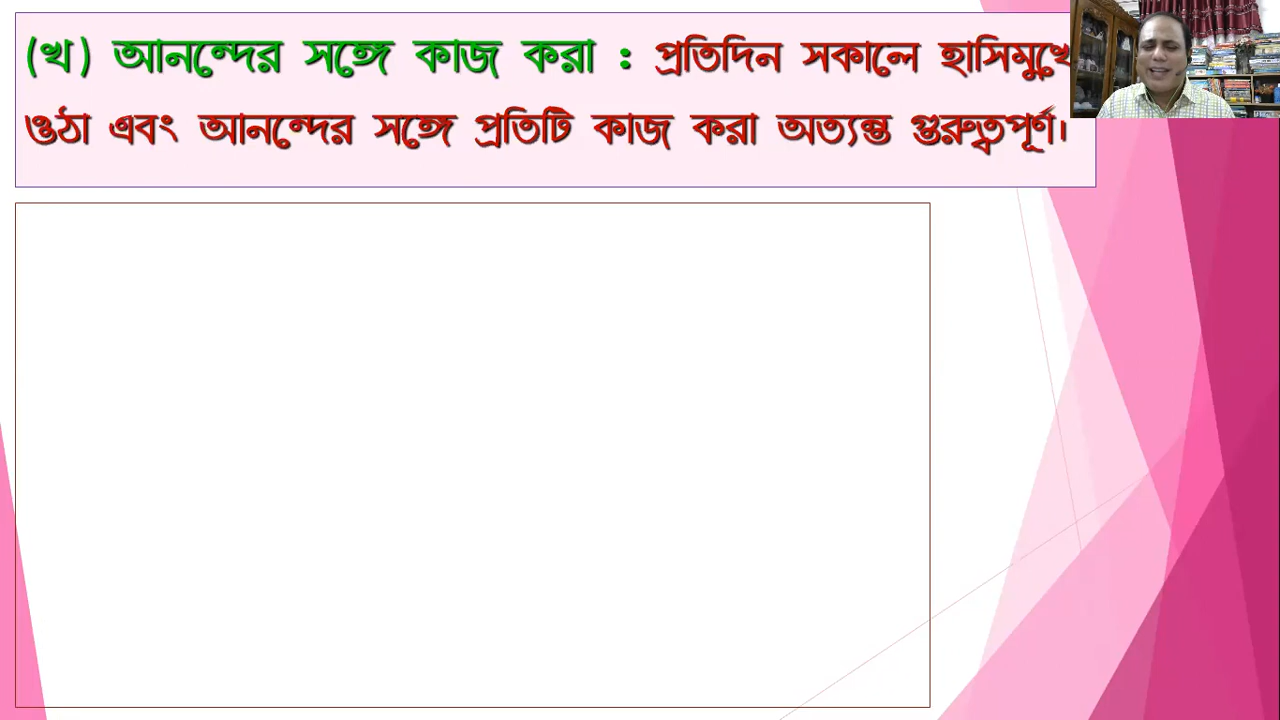 (খ) আনন্দের সঙ্গে কাজ করা : প্রতিদিন সকালে হাসিমুখে
ওঠা এবং আনন্দের সঙ্গে প্রতিটি কাজ করা অত্যন্ত গুরুত্বপূর্ণ।